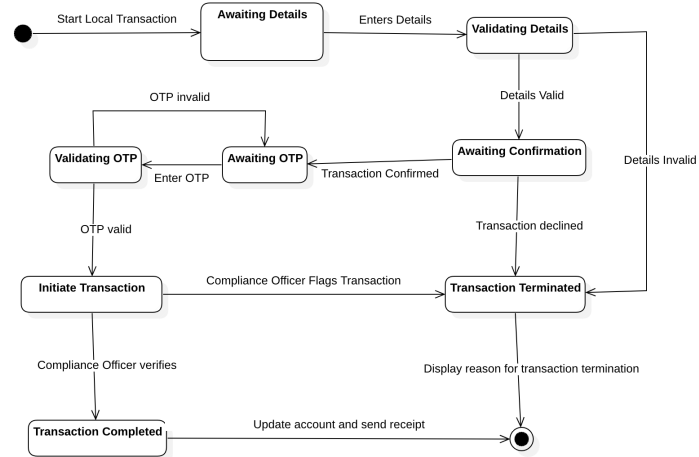 Start Local Transaction
Awaiting Details
Enters Details
Validating Details
Details Valid
OTP invalid
Validating OTP
Awaiting OTP
Awaiting Confirmation
Details Invalid
Enter OTP
Transaction Confirmed
OTP valid
Transaction declined
Initiate Transaction
Compliance Officer Flags Transaction
Transaction Terminated
Compliance Officer verifies
Display reason for transaction termination
Transaction Completed
Update account and send receipt